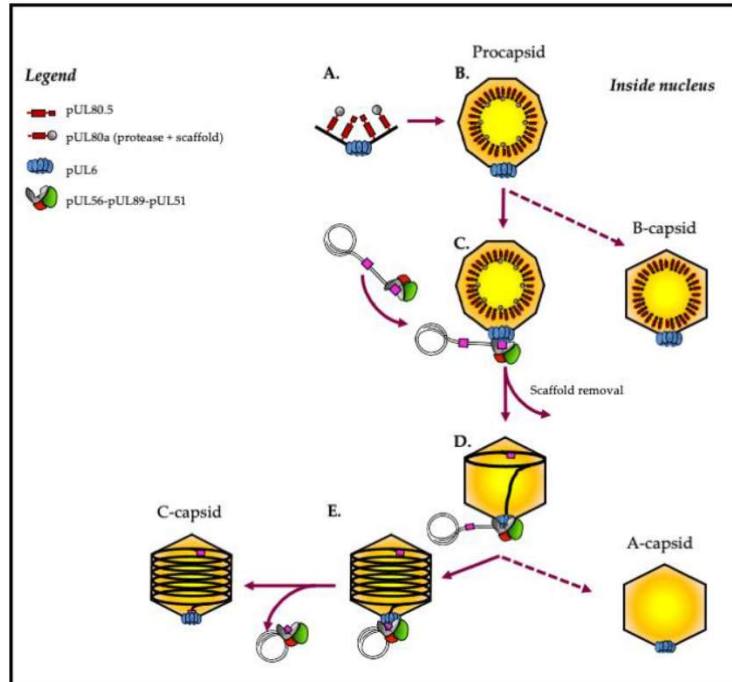 Procapsid
Legend
A.
B.
Inside nucleus
pUL80.5
pUL80a (protease + scaffold)
pUL6
pUL56-pUL89-pUL51
B-capsid
C.
Scaffold removal
D.
C-capsid
E.
A-capsid